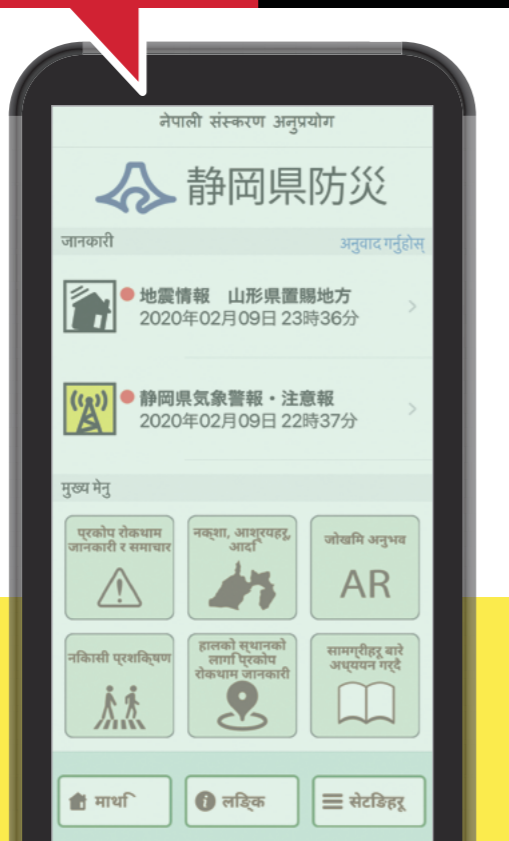 नेपाली संस्करण अनुप्रयोग
静岡県防災
जानकारी
अनुवाद गर्नुहोस्
地震情報 山形県置賜地方
2020年02月09日 23時36分
静岡県気象警報・注意報
2020年02月09日 22時37分
मुख्य मेनु
प्रकोप रोकथाम
जानकारी र समाचार
नक्शा, आश्रयहरू,
आदि
जोखिम अनुभव
AR
निकासी प्रशिक्षण
हालको स्थानको
लागि प्रकोप
रोकथाम जानकारी
सामग्रीहरू बारे
अध्ययन गर्दै
माथि
लिङ्क
सेटिङहरू